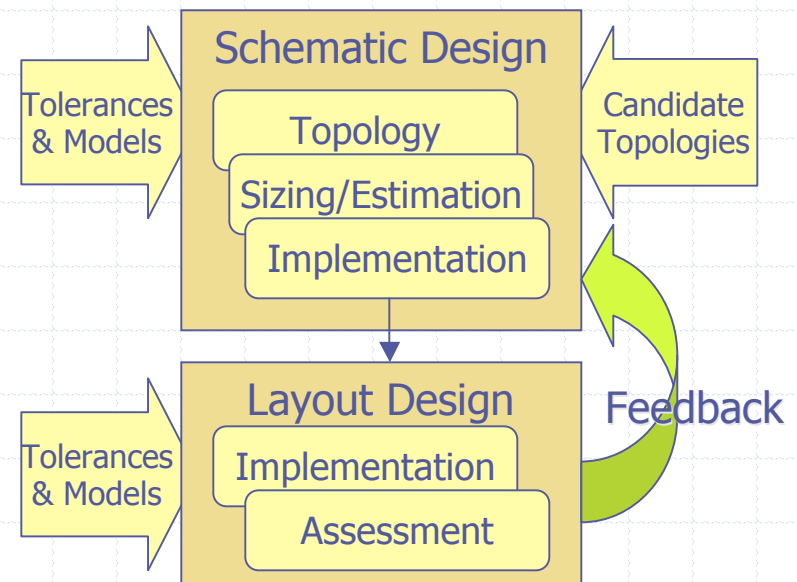 Schematic Design
Tolerances
& Models
Candidate
Topologies
Topology
Sizing/Estimation
Implementation
Layout Design
Feedback
Tolerances
& Models
Implementation
Assessment